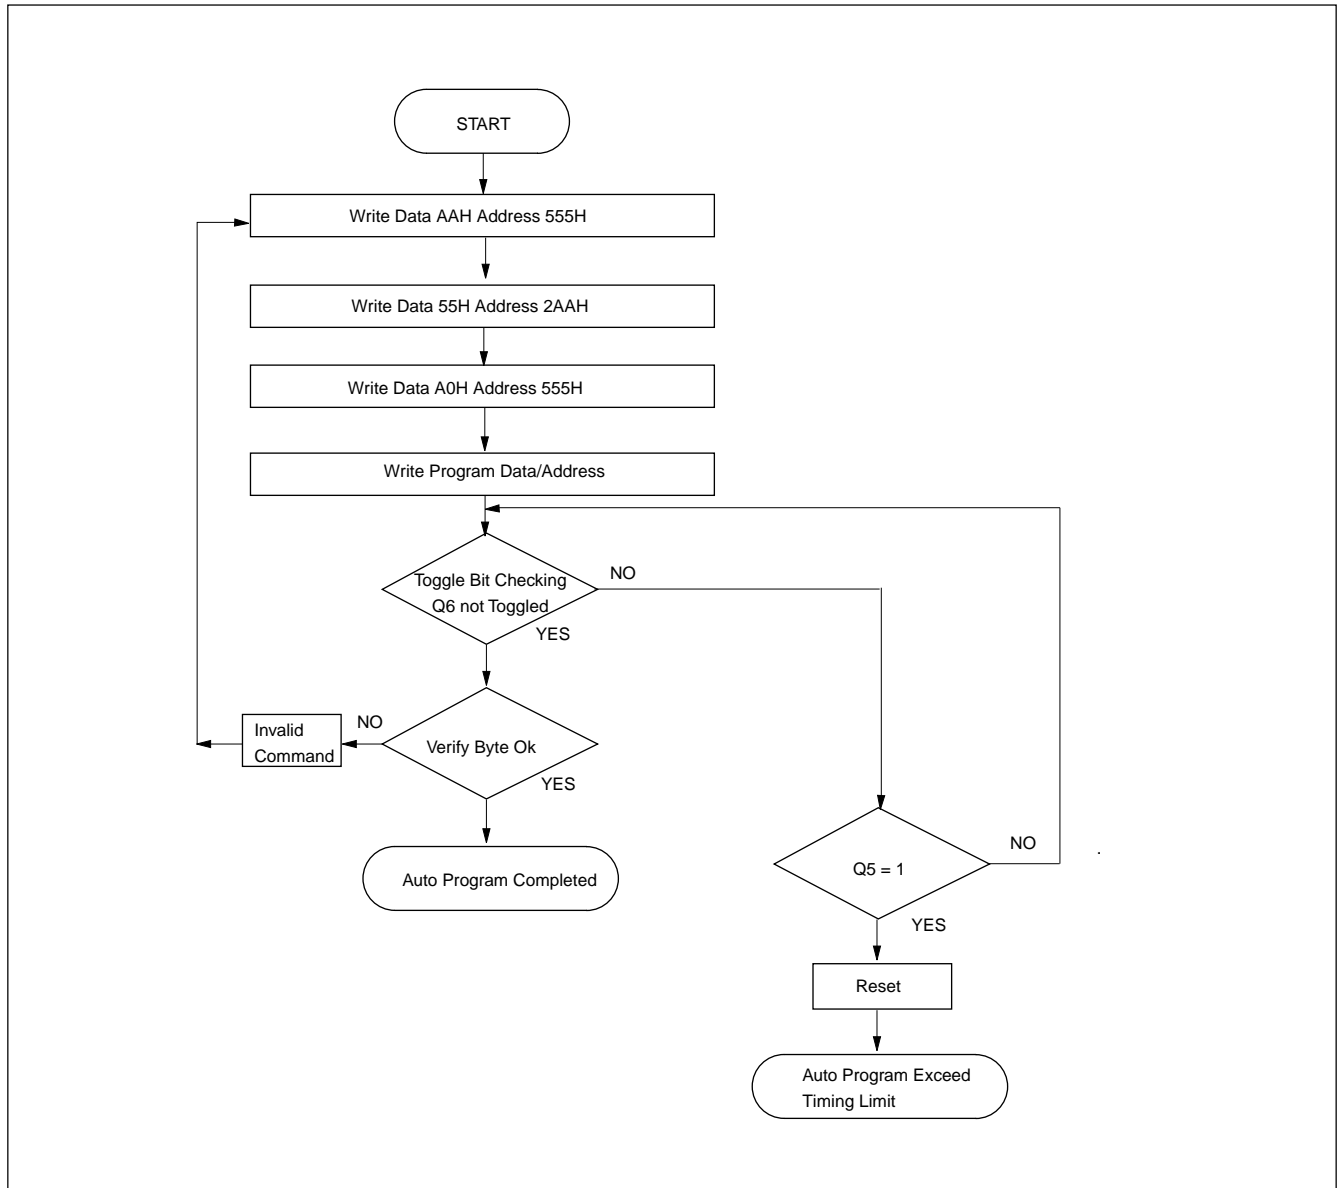 START
Write Data AAH Address 555H
Write Data 55H Address 2AAH
Write Data A0H Address 555H
Write Program Data/Address
Toggle Bit Checking
Q6 not Toggled
NO
YES
Invalid
Command
NO
Verify Byte Ok
YES
Auto Program Completed
Q5 = 1
NO
.
YES
Reset
Auto Program Exceed
Timing Limit